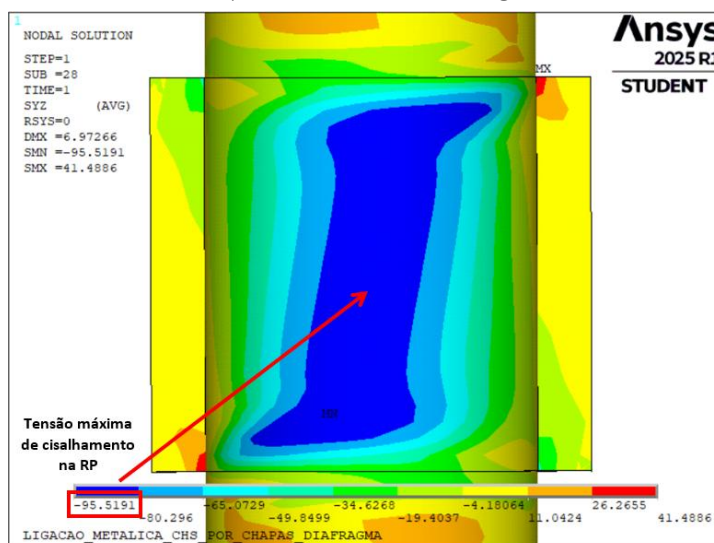 1
NODAL SOLUTION
STEP=1
SUB =28
TIME=1
SYZ (AVG)
RSYS=0
DMX =6.97266
SMN =-95.5191
SMX =41.4886
Ansys
2025 R1
STUDENT
MX
MN
Tensão máxima
de cisalhamento
na RP
-95.5191 -65.0729 -34.6268 -4.18064 26.2655
-80.296 -49.8499 -19.4037 11.0424 41.4886
LIGACAO_METALICA_CHS_POR_CHAPAS_DIAFRAGMA